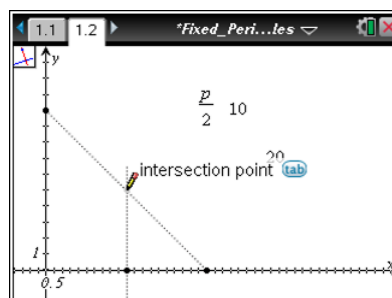 1.1 1.2 *Fixed_Peri...les
y
p
2
10
20
intersection point tab
1
0.5
x